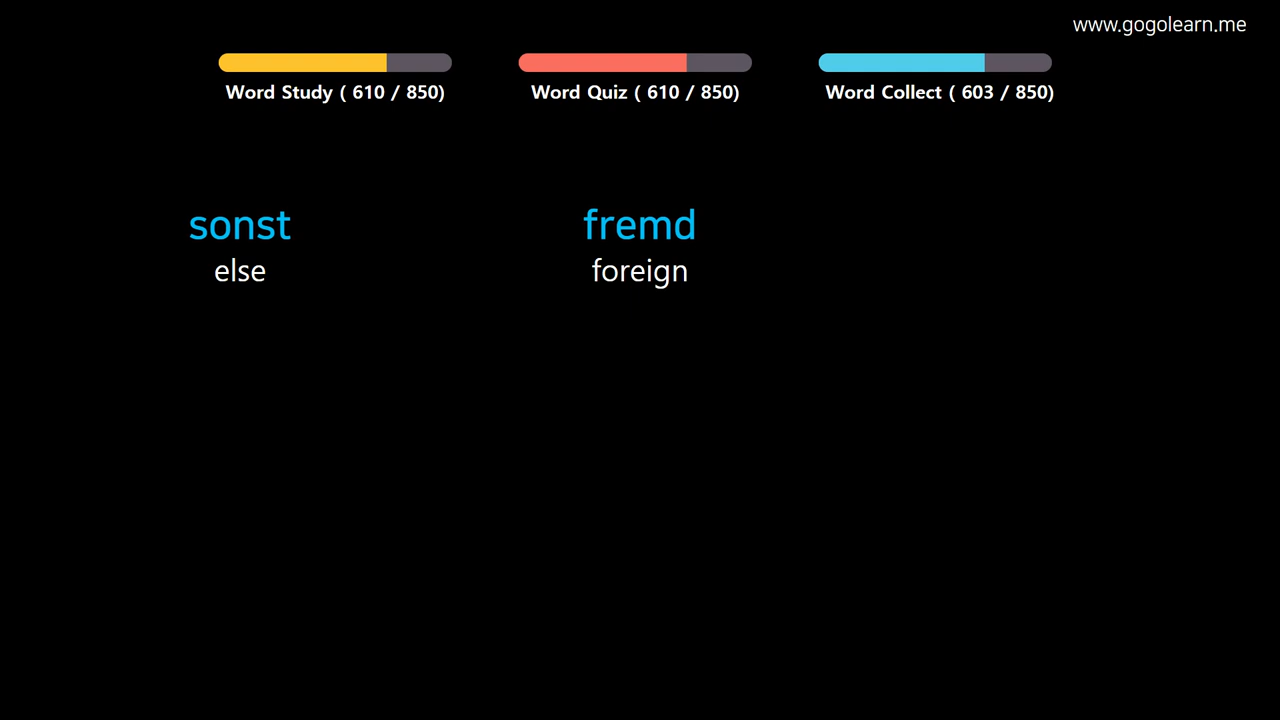 www.gogolearn.me
Word Study ( 610 / 850)
Word Quiz ( 610 / 850)
Word Collect ( 603 / 850)
sonst
else
fremd
foreign